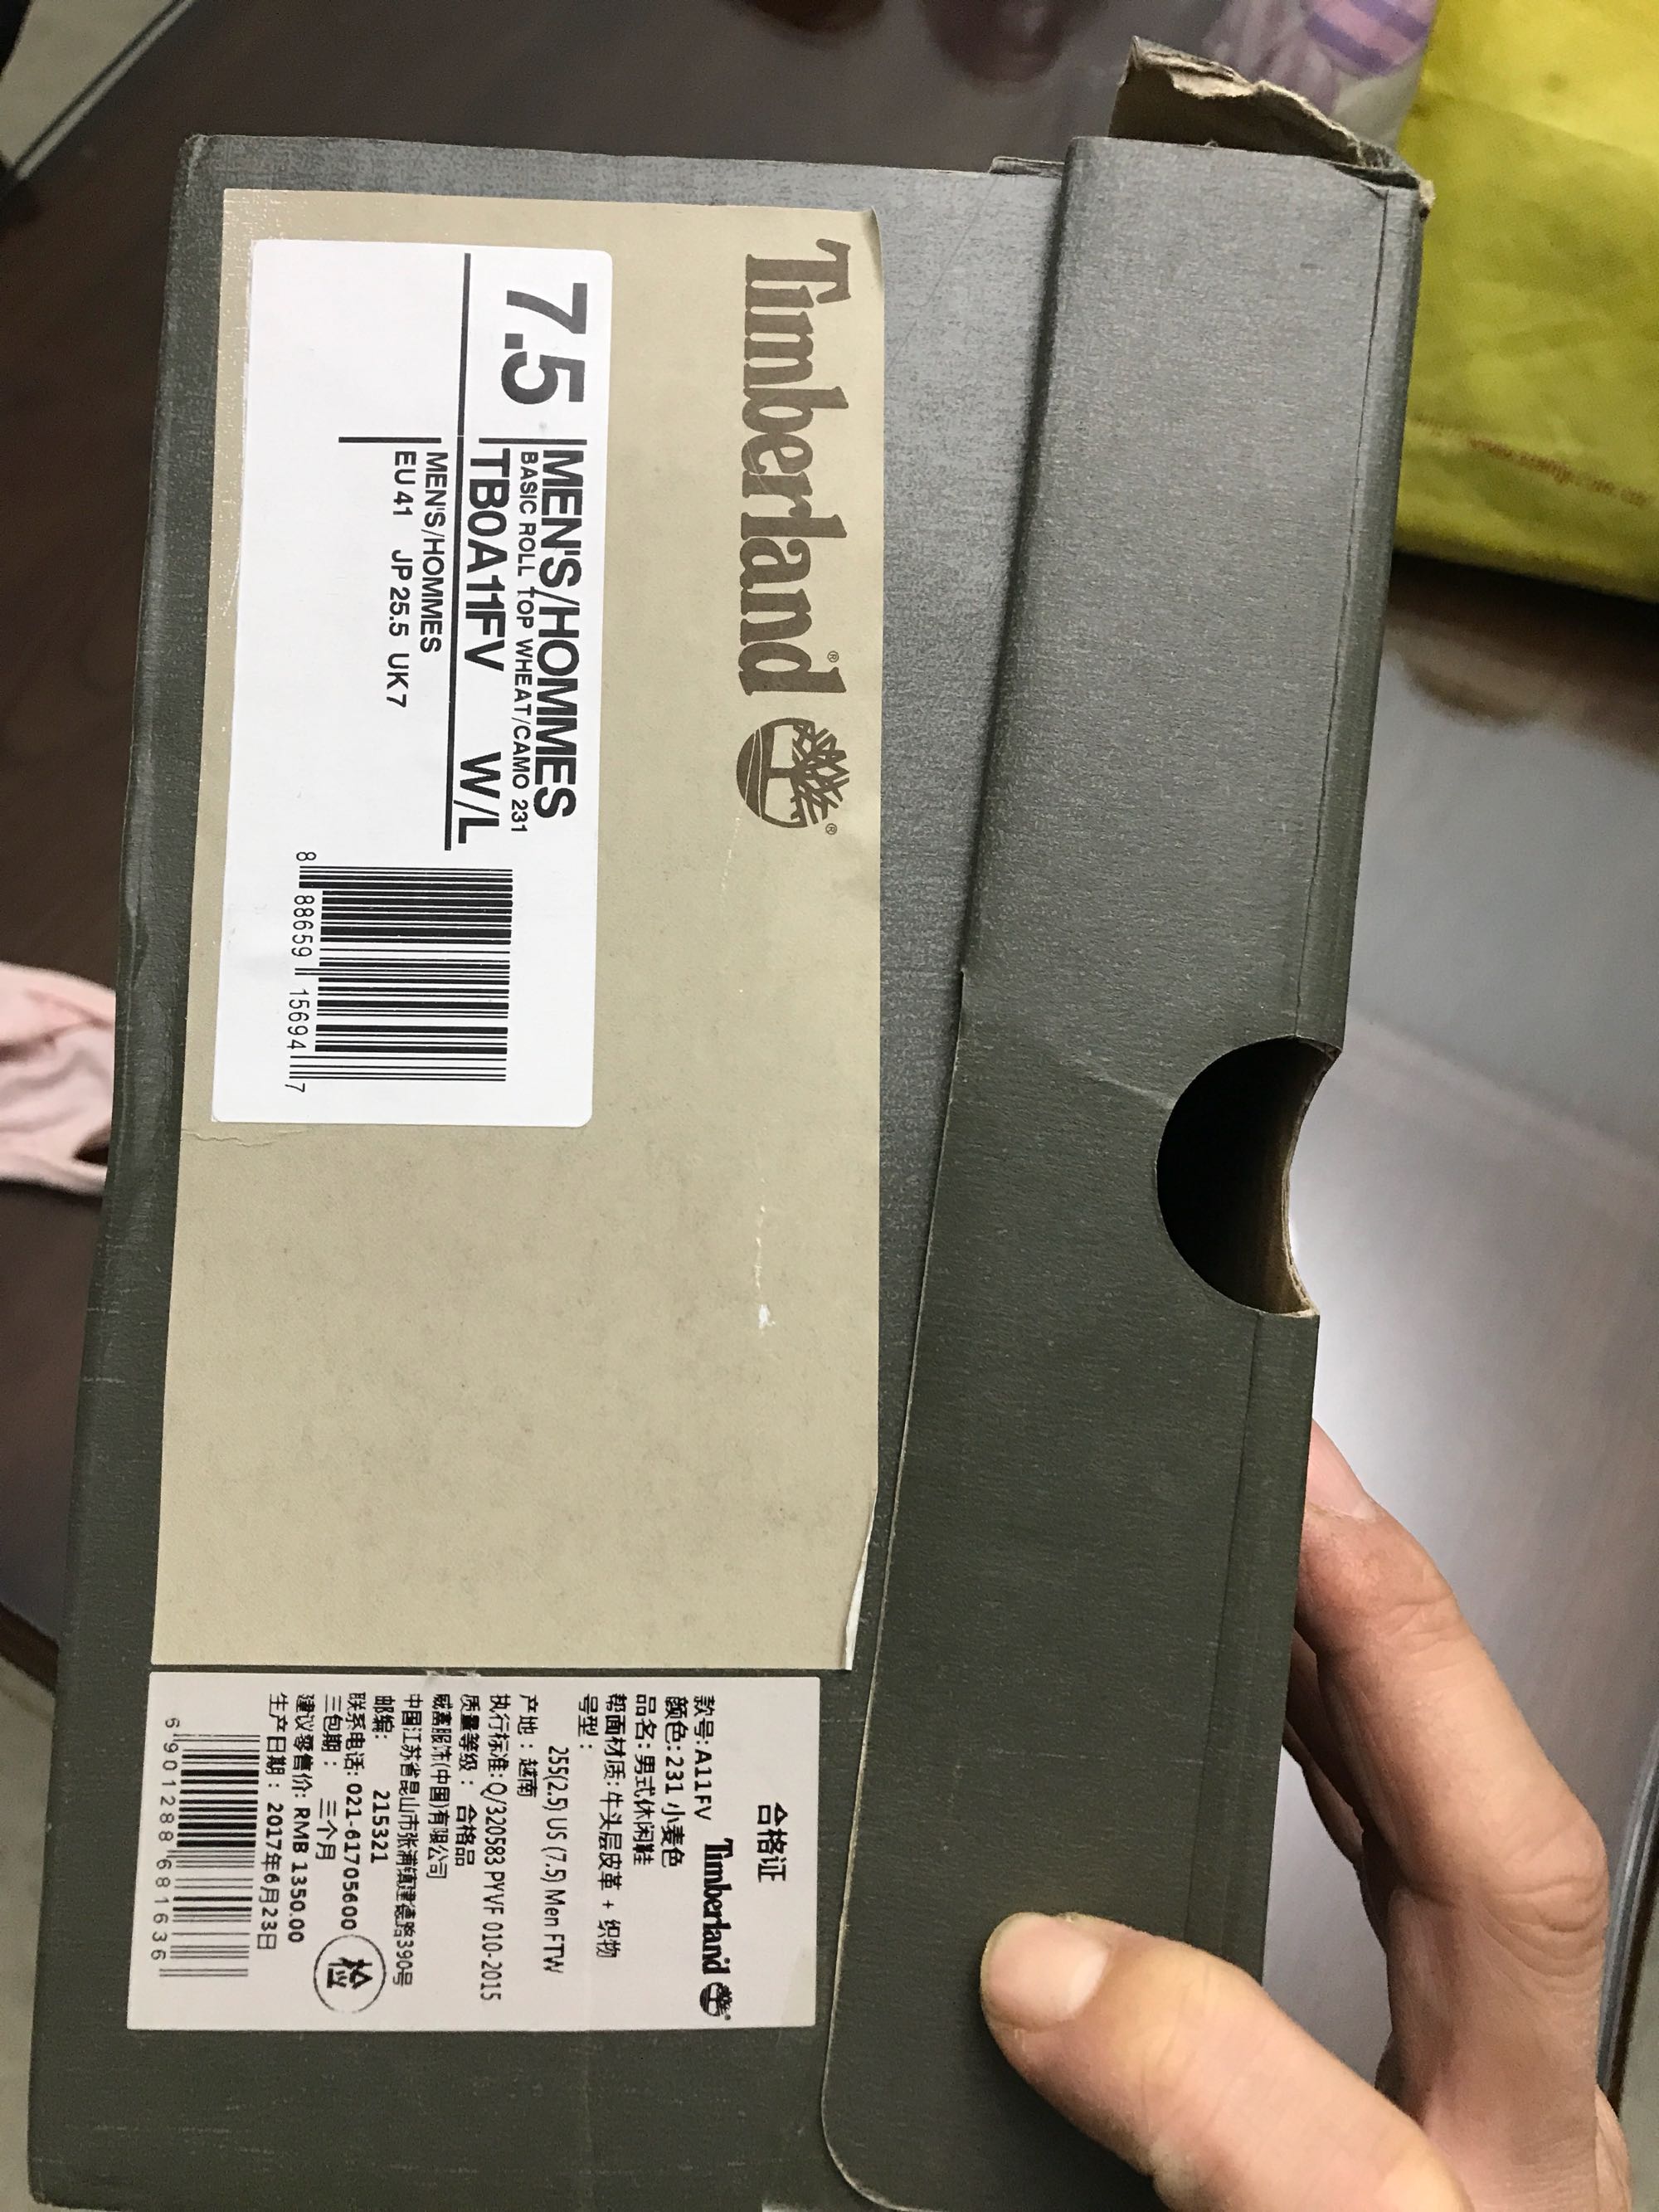 Timberland® ®
7.5
MEN'S/HOMMES
BASIC ROLL TOP WHEAT/CAMO 231
TB0A11FV W/L
MEN'S/HOMMES
EU 41 JP 25.5 UK 7
8 88659 15694 7
合格证
Timberland ®
款号: A11FV
颜色: 231 小麦色
品名: 男式休闲鞋
帮面材质: 牛头层皮革 + 织物
号型：
255(2.5) US (7.5) Men FTW
产地：越南
执行标准: Q/320583 PYVF 010-2015
质量等级：合格品
威富服饰(中国)有限公司
中国江苏省昆山市张浦镇建德路390号
邮编: 215321
联系电话: 021-61705600
三包期：三个月
建议零售价: RMB 1350.00
生产日期：2017年6月23日
6 901288 681636